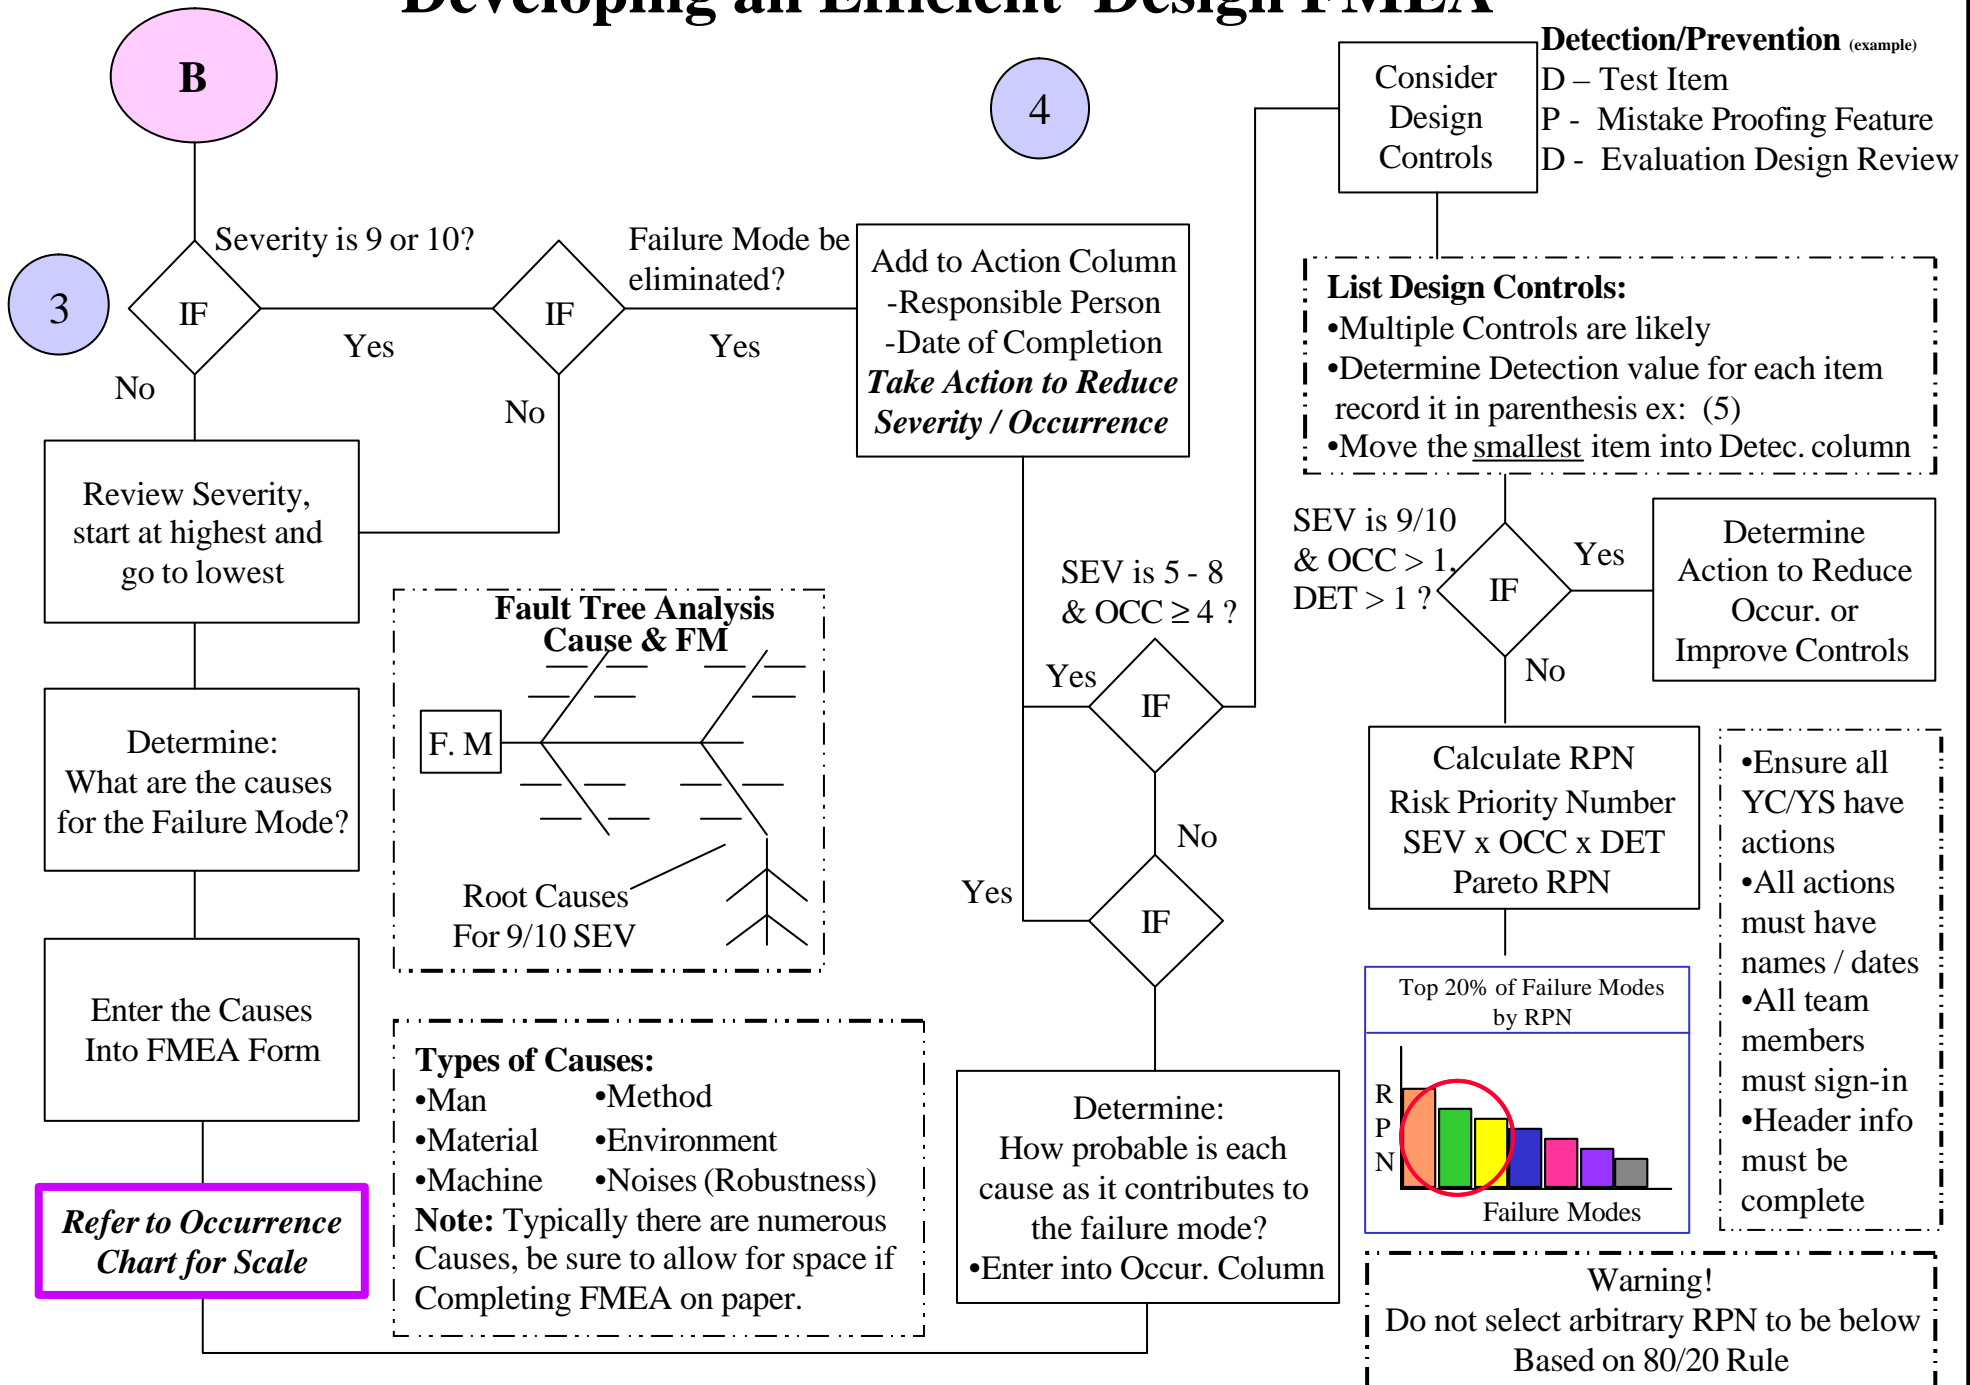 Developing an Efficient Design FMEA
B
Severity is 9 or 10?
3
IF
Yes
No
IF
Failure Mode be
eliminated?
Yes
No
Add to Action Column
-Responsible Person
-Date of Completion
Take Action to Reduce
Severity / Occurrence
Review Severity,
start at highest and
go to lowest
Determine:
What are the causes
for the Failure Mode?
Enter the Causes
Into FMEA Form
Refer to Occurrence
Chart for Scale
Fault Tree Analysis
Cause & FM
F. M
Root Causes
For 9/10 SEV
Types of Causes:
•Man
•Method
•Material
•Environment
•Machine
•Noises (Robustness)
Note: Typically there are numerous
Causes, be sure to allow for space if
Completing FMEA on paper.
4
SEV is 5 - 8
& OCC ≥ 4 ?
Yes
IF
No
Yes
IF
Determine:
How probable is each
cause as it contributes to
the failure mode?
•Enter into Occur. Column
Consider
Design
Controls
Detection/Prevention (example)
D – Test Item
P - Mistake Proofing Feature
D - Evaluation Design Review
List Design Controls:
•Multiple Controls are likely
•Determine Detection value for each item
record it in parenthesis ex: (5)
•Move the smallest item into Detec. column
SEV is 9/10
& OCC > 1,
DET > 1 ?
IF
Yes
No
Determine
Action to Reduce
Occur. or
Improve Controls
Calculate RPN
Risk Priority Number
SEV x OCC x DET
Pareto RPN
Top 20% of Failure Modes
by RPN
R
P
N
Failure Modes
•Ensure all
YC/YS have
actions
•All actions
must have
names / dates
•All team
members
must sign-in
•Header info
must be
complete
Warning!
Do not select arbitrary RPN to be below
Based on 80/20 Rule